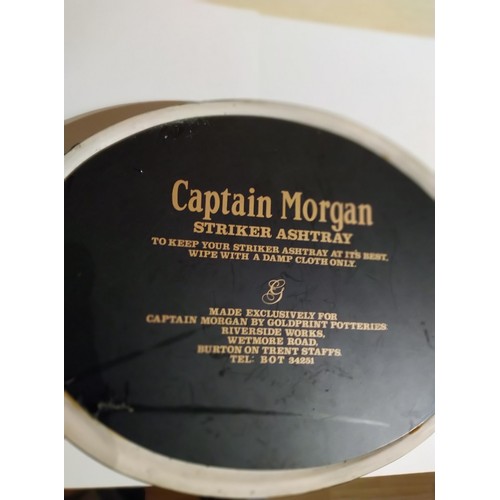 Captain Morgan
STRIKER ASHTRAY
TO KEEP YOUR STRIKER ASHTRAY AT IT'S BEST,
WIPE WITH A DAMP CLOTH ONLY.
MADE EXCLUSIVELY FOR
CAPTAIN MORGAN BY GOLDPRINT POTTERIES
RIVERSIDE WORKS,
WETMORE ROAD,
BURTON ON TRENT STAFFS.
TEL: BOT 34251